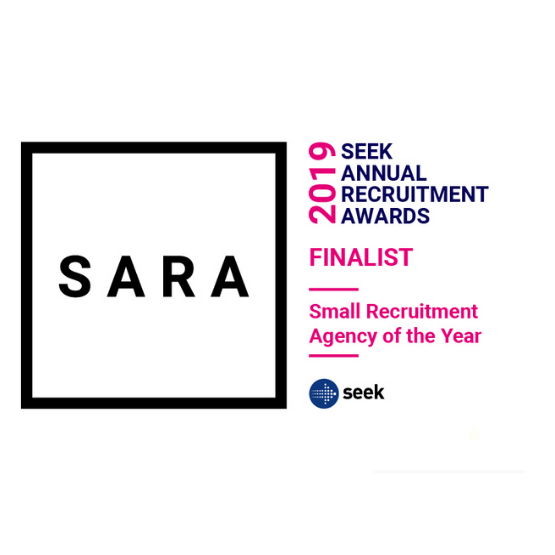 SARA
2019
SEEK
ANNUAL
RECRUITMENT
AWARDS
FINALIST
Small Recruitment
Agency of the Year
seek